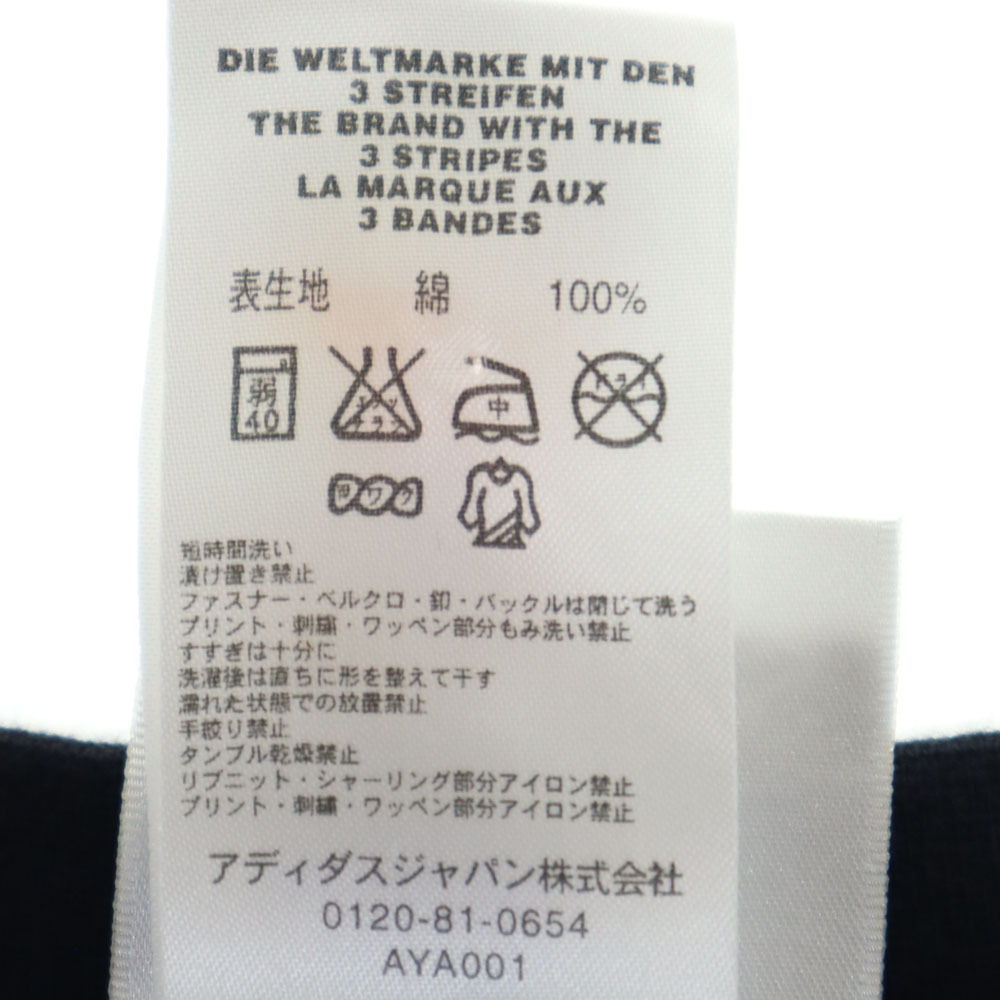 DIE WELTMARKE MIT DEN
3 STREIFEN
THE BRAND WITH THE
3 STRIPES
LA MARQUE AUX
3 BANDES
表生地 綿 100%
弱
40
エンソ
サラシ
中
ドライ
短時間洗い
漬け置き禁止
ファスナー・ベルクロ・釦・バックルは閉じて洗う
プリント・刺繍・ワッペン部分もみ洗い禁止
すすぎは十分に
洗濯後は直ちに形を整えて干す
濡れた状態での放置禁止
手絞り禁止
タンブル乾燥禁止
リブニット・シャーリング部分アイロン禁止
プリント・刺繍・ワッペン部分アイロン禁止
アディダスジャパン株式会社
0120-81-0654
AYA001